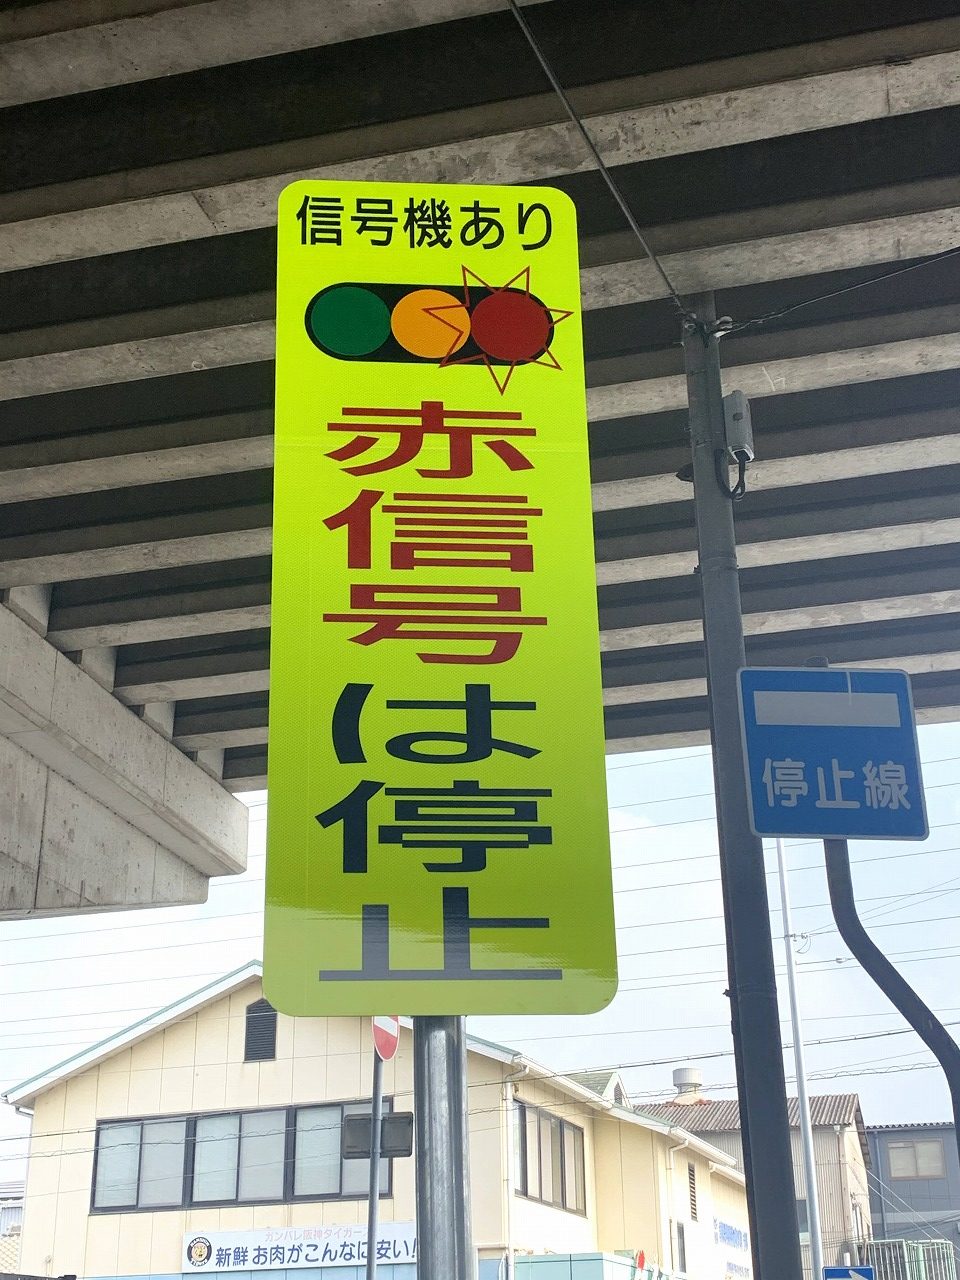 信号機あり
赤信号は停止
停止線
ガンバレ阪神タイガー
新鮮お肉がこんなに安い!